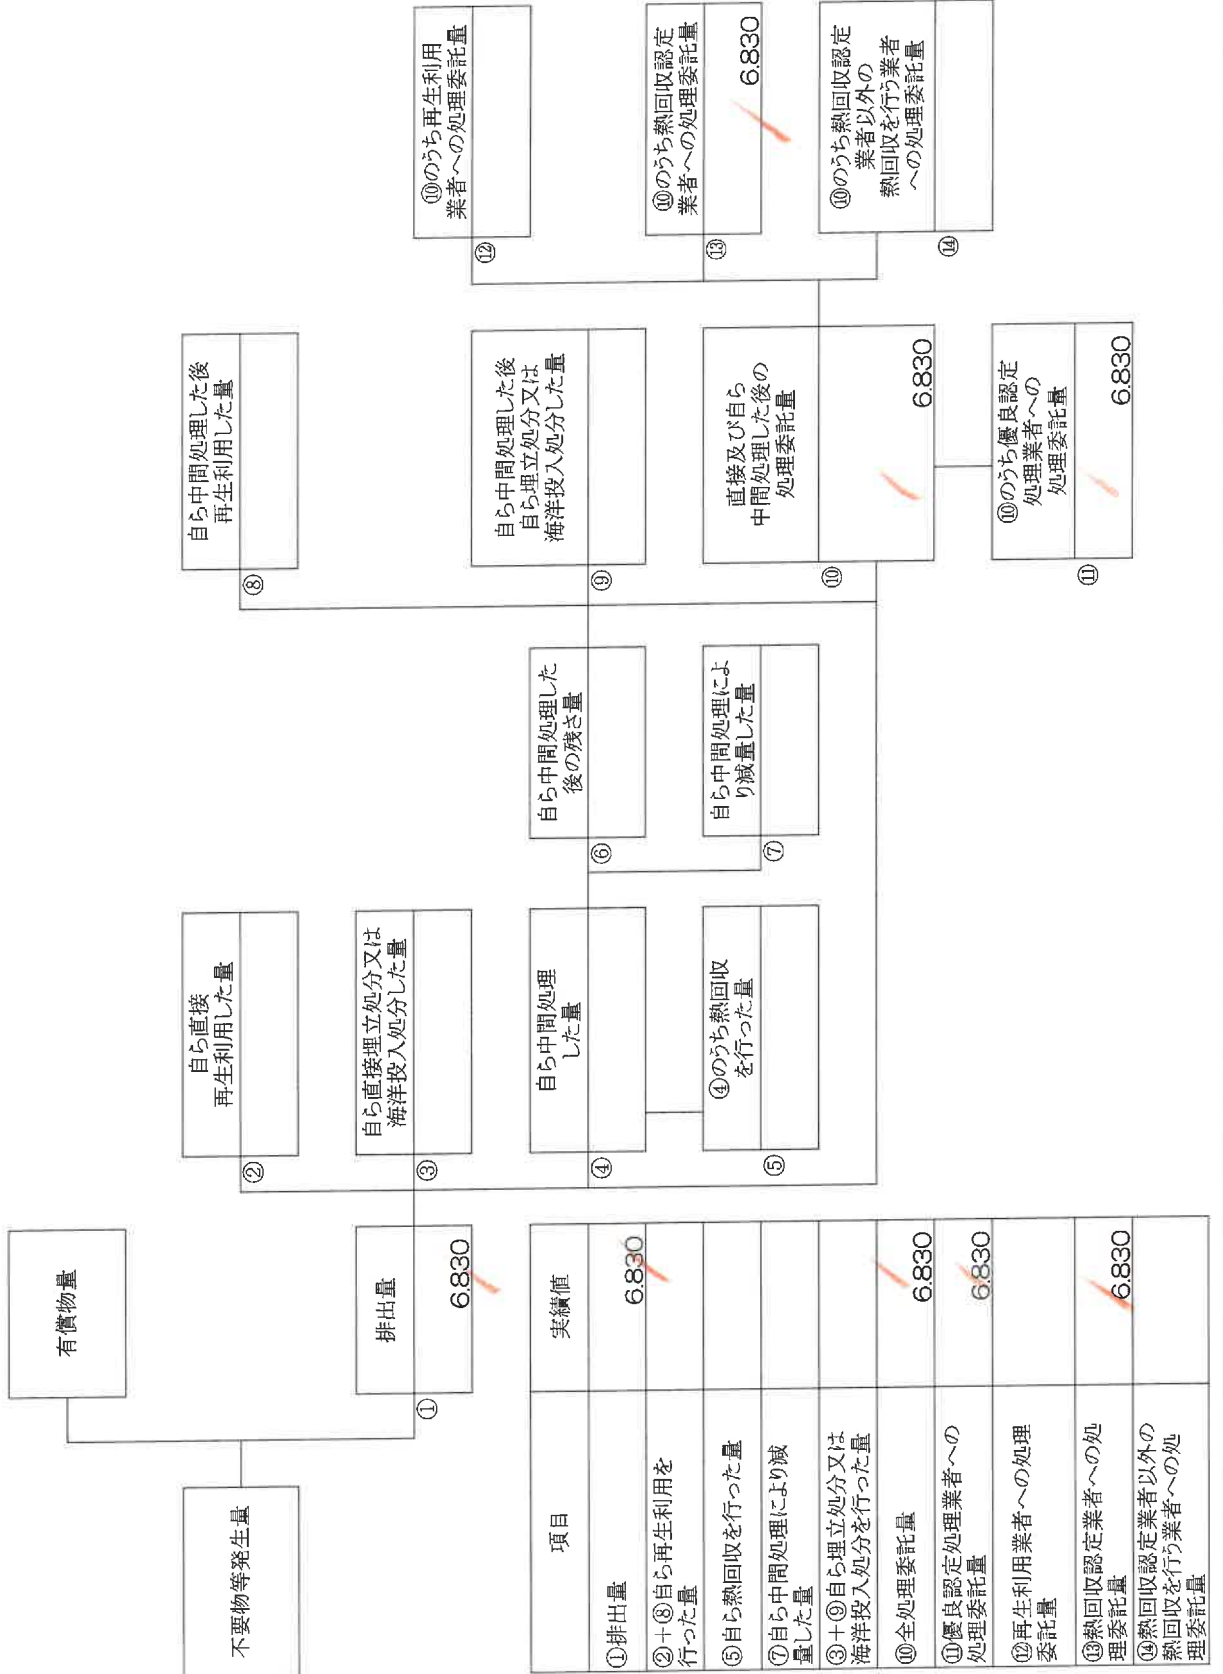 不要物等発生量
有償物量
排出量
6.830
①
自ら直接
再生利用した量
②
自ら直接埋立処分又は
海洋投入処分した量
③
自ら中間処理
した量
④
④のうち熱回収
を行った量
⑤
自ら中間処理した
後の残さ量
⑥
自ら中間処理によ
り減量した量
⑦
自ら中間処理した後
再生利用した量
⑧
自ら中間処理した後
自ら埋立処分又は
海洋投入処分した量
⑨
直接及び自ら
中間処理した後の
処理委託量
6.830
⑩
⑩のうち優良認定
処理業者への
処理委託量
6.830
⑪
⑩のうち再生利用
業者への処理委託量
⑫
⑩のうち熱回収認定
業者への処理委託量
6.830
⑬
⑩のうち熱回収認定
業者以外の
熱回収を行う業者
への処理委託量
⑭
項目 実績値
①排出量 6.830
②+⑧自ら再生利用を
行った量
⑤自ら熱回収を行った量
⑦自ら中間処理により減
量した量
③+⑨自ら埋立処分又は
海洋投入処分を行った量
⑩全処理委託量 6.830
⑪優良認定処理業者への
処理委託量 6.830
⑫再生利用業者への処理
委託量
⑬熱回収認定業者への処
理委託量 6.830
⑭熱回収認定業者以外の
熱回収を行う業者への処
理委託量